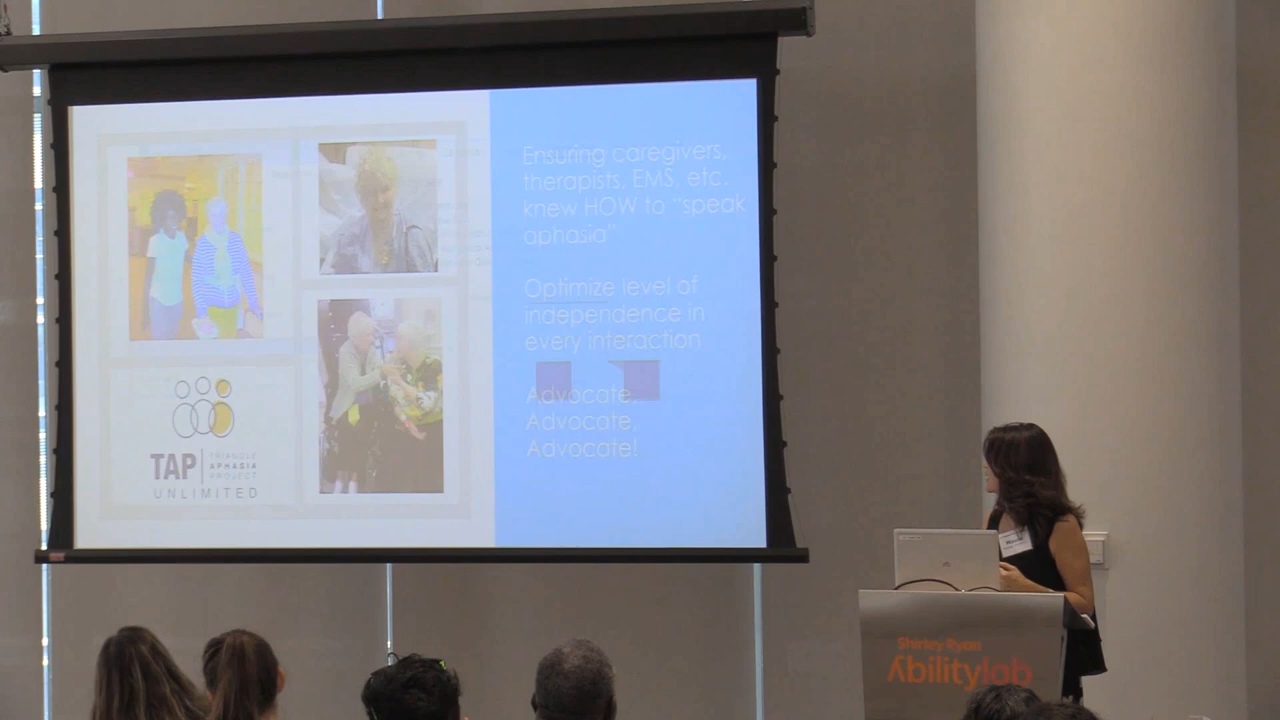 Ensuring caregivers,
therapists, EMS, etc.
knew HOW to “speak
aphasia”
Optimize level of
independence in
every interaction
Advocate,
Advocate,
Advocate!
TAP
TRIANGLE
APHASIA
PROJECT
UNLIMITED
Shirley Ryan
Abilitylab